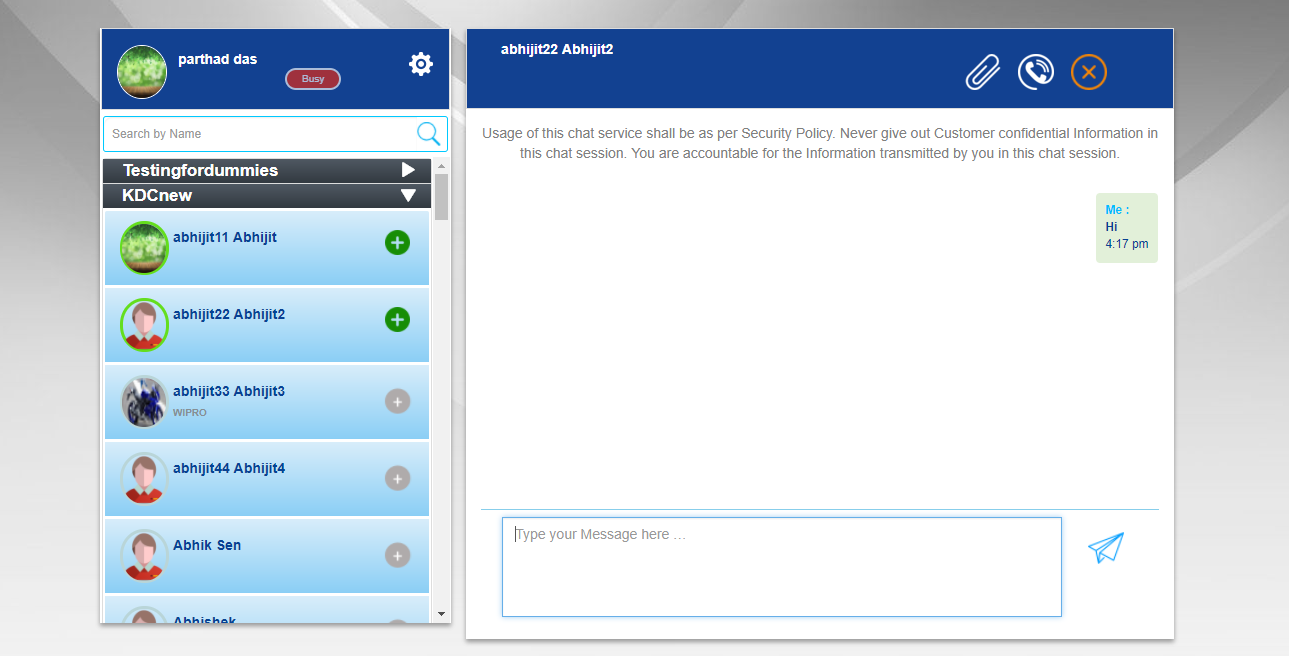 parthad das
Busy
Search by Name
Testingfordummies
KDCnew
abhijit11 Abhijit
abhijit22 Abhijit2
abhijit33 Abhijit3
WIPRO
abhijit44 Abhijit4
Abhik Sen
Abhishek
abhijit22 Abhijit2
Usage of this chat service shall be as per Security Policy. Never give out Customer confidential Information in
this chat session. You are accountable for the Information transmitted by you in this chat session.
Me :
Hi
4:17 pm
Type your Message here ...